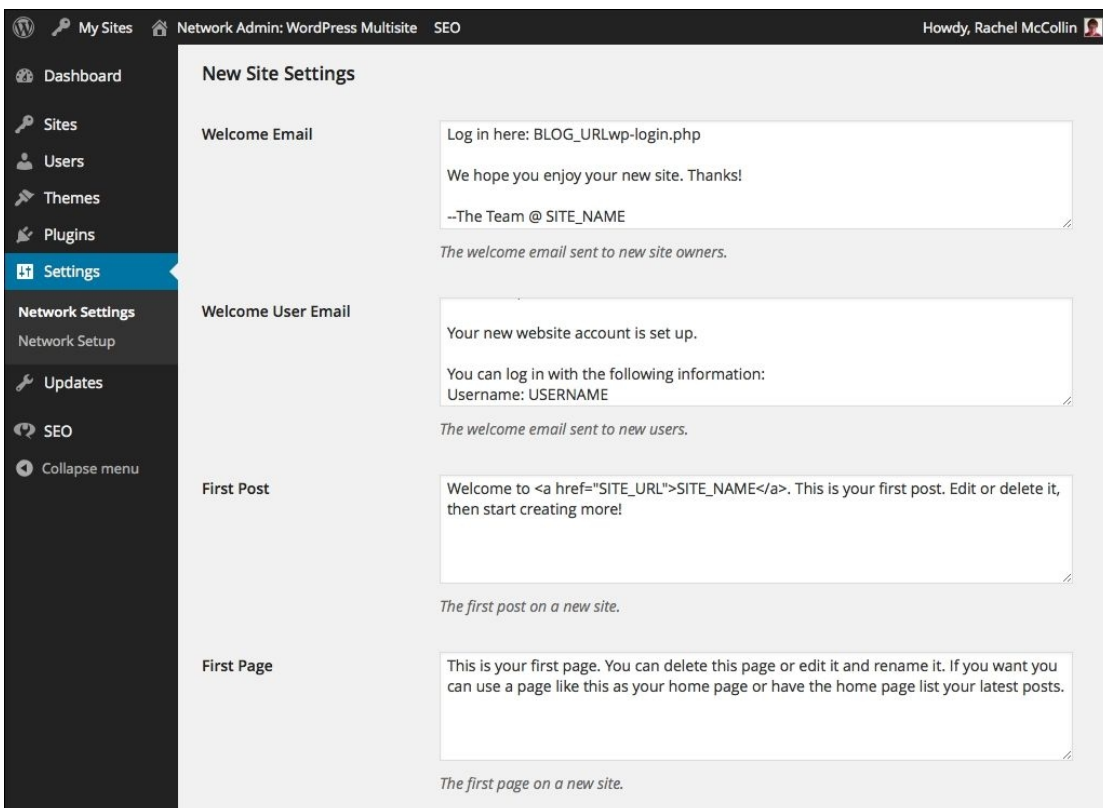 My Sites Network Admin: WordPress Multisite SEO Howdy, Rachel McCollin
Dashboard
Sites
Users
Themes
Plugins
Settings
Network Settings
Network Setup
Updates
SEO
Collapse menu
New Site Settings
Welcome Email
Log in here: BLOG_URLwp-login.php
We hope you enjoy your new site. Thanks!
--The Team @ SITE_NAME
The welcome email sent to new site owners.
Welcome User Email
Your new website account is set up.
You can log in with the following information:
Username: USERNAME
The welcome email sent to new users.
First Post
Welcome to <a href="SITE_URL">SITE_NAME</a>. This is your first post. Edit or delete it,
then start creating more!
The first post on a new site.
First Page
This is your first page. You can delete this page or edit it and rename it. If you want you
can use a page like this as your home page or have the home page list your latest posts.
The first page on a new site.